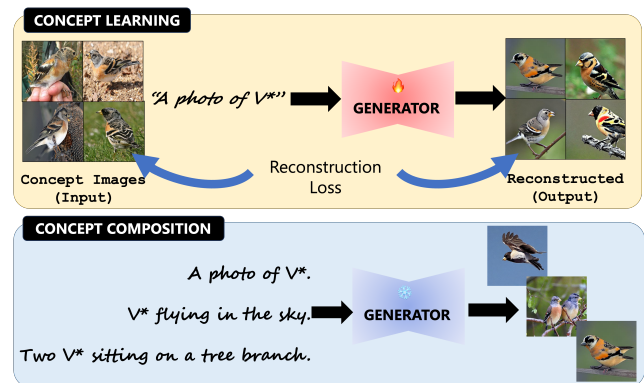 CONCEPT LEARNING
"A photo of V*"
GENERATOR
Reconstruction
Loss
Concept Images
(Input)
Reconstructed
(Output)
CONCEPT COMPOSITION
A photo of V*.
V* flying in the sky.
Two V* sitting on a tree branch.
GENERATOR